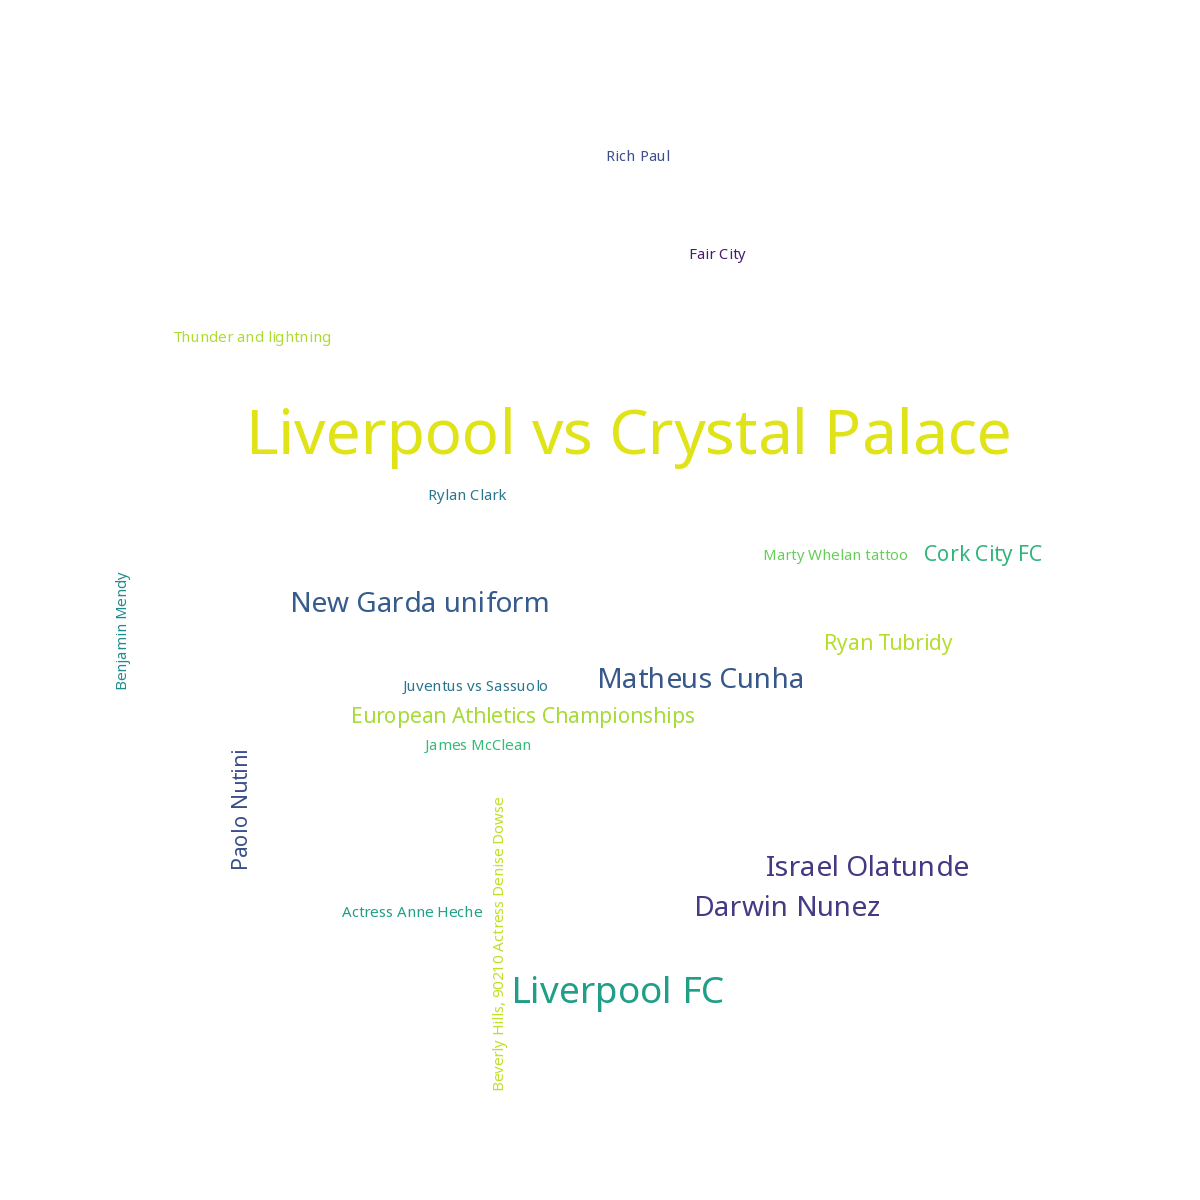 Rich Paul
Fair City
Thunder and lightning
Liverpool vs Crystal Palace
Rylan Clark
Marty Whelan tattoo
Cork City FC
Benjamin Mendy
New Garda uniform
Ryan Tubridy
Matheus Cunha
Juventus vs Sassuolo
European Athletics Championships
James McClean
Paolo Nutini
Beverly Hills, 90210 Actress Denise Dowse
Israel Olatunde
Darwin Nunez
Actress Anne Heche
Liverpool FC